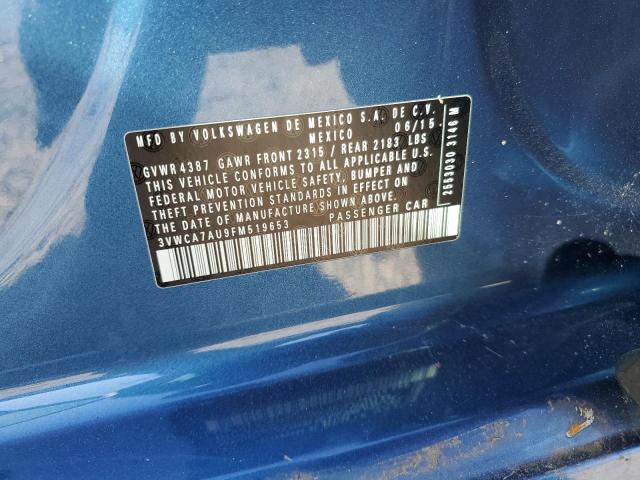 MFD BY VOLKSWAGEN DE MEXICO S.A. DE C.V.
MEXICO 06/15
GVWR 4387 GAWR FRONT 2315 / REAR 2183 LBS
THIS VEHICLE CONFORMS TO ALL APPLICABLE U.S.
FEDERAL MOTOR VEHICLE SAFETY, BUMPER AND
THEFT PREVENTION STANDARDS IN EFFECT ON
THE DATE OF MANUFACTURE SHOWN ABOVE.
3VWCA7AU9FM519653 PASSENGER CAR
2593030 3146 M